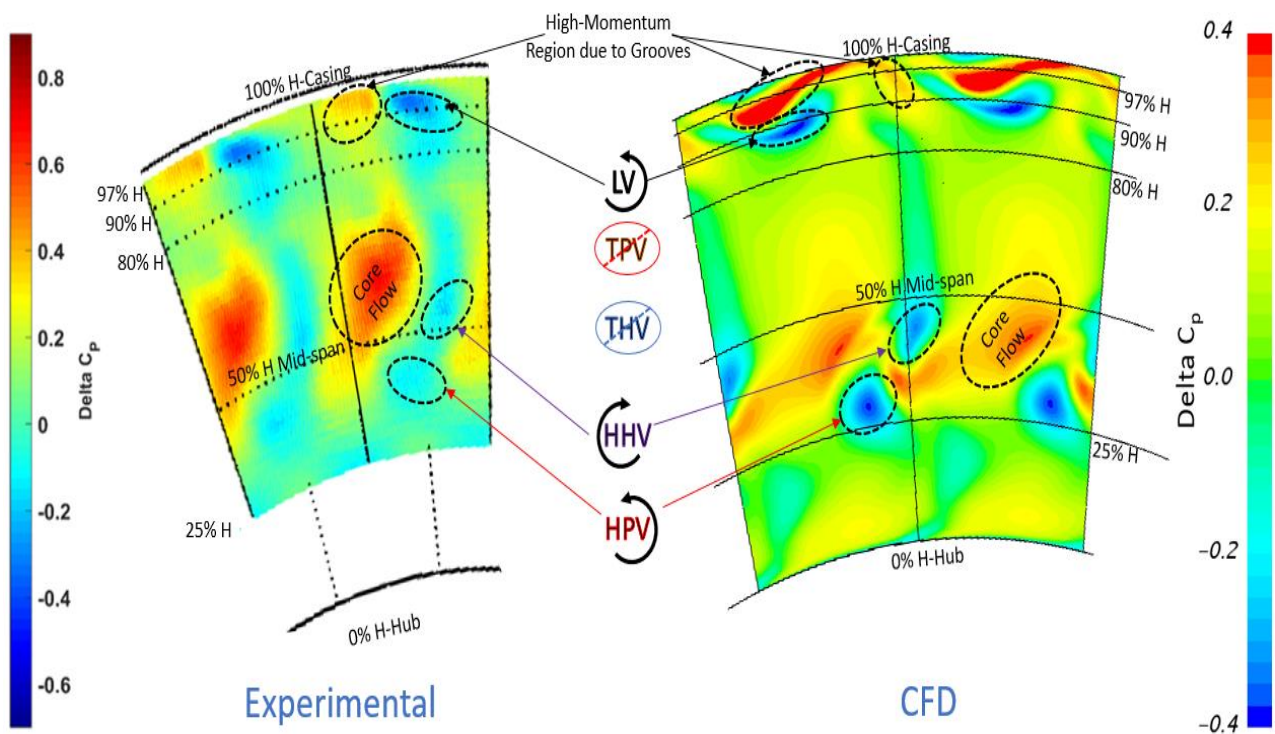 High-Momentum
Region due to Grooves
0.8
0.6
0.4
0.2
0
-0.2
-0.4
-0.6
Delta C_P
100% H-Casing
97% H
90% H
80% H
50% H Mid-span
25% H
0% H-Hub
Core
Flow
Experimental
LV
TPV
THV
HHV
HPV
100% H-Casing
97% H
90% H
80% H
50% H Mid-span
25% H
0% H-Hub
Core
Flow
CFD
0.4
0.2
0.0
−0.2
−0.4
Delta C_P